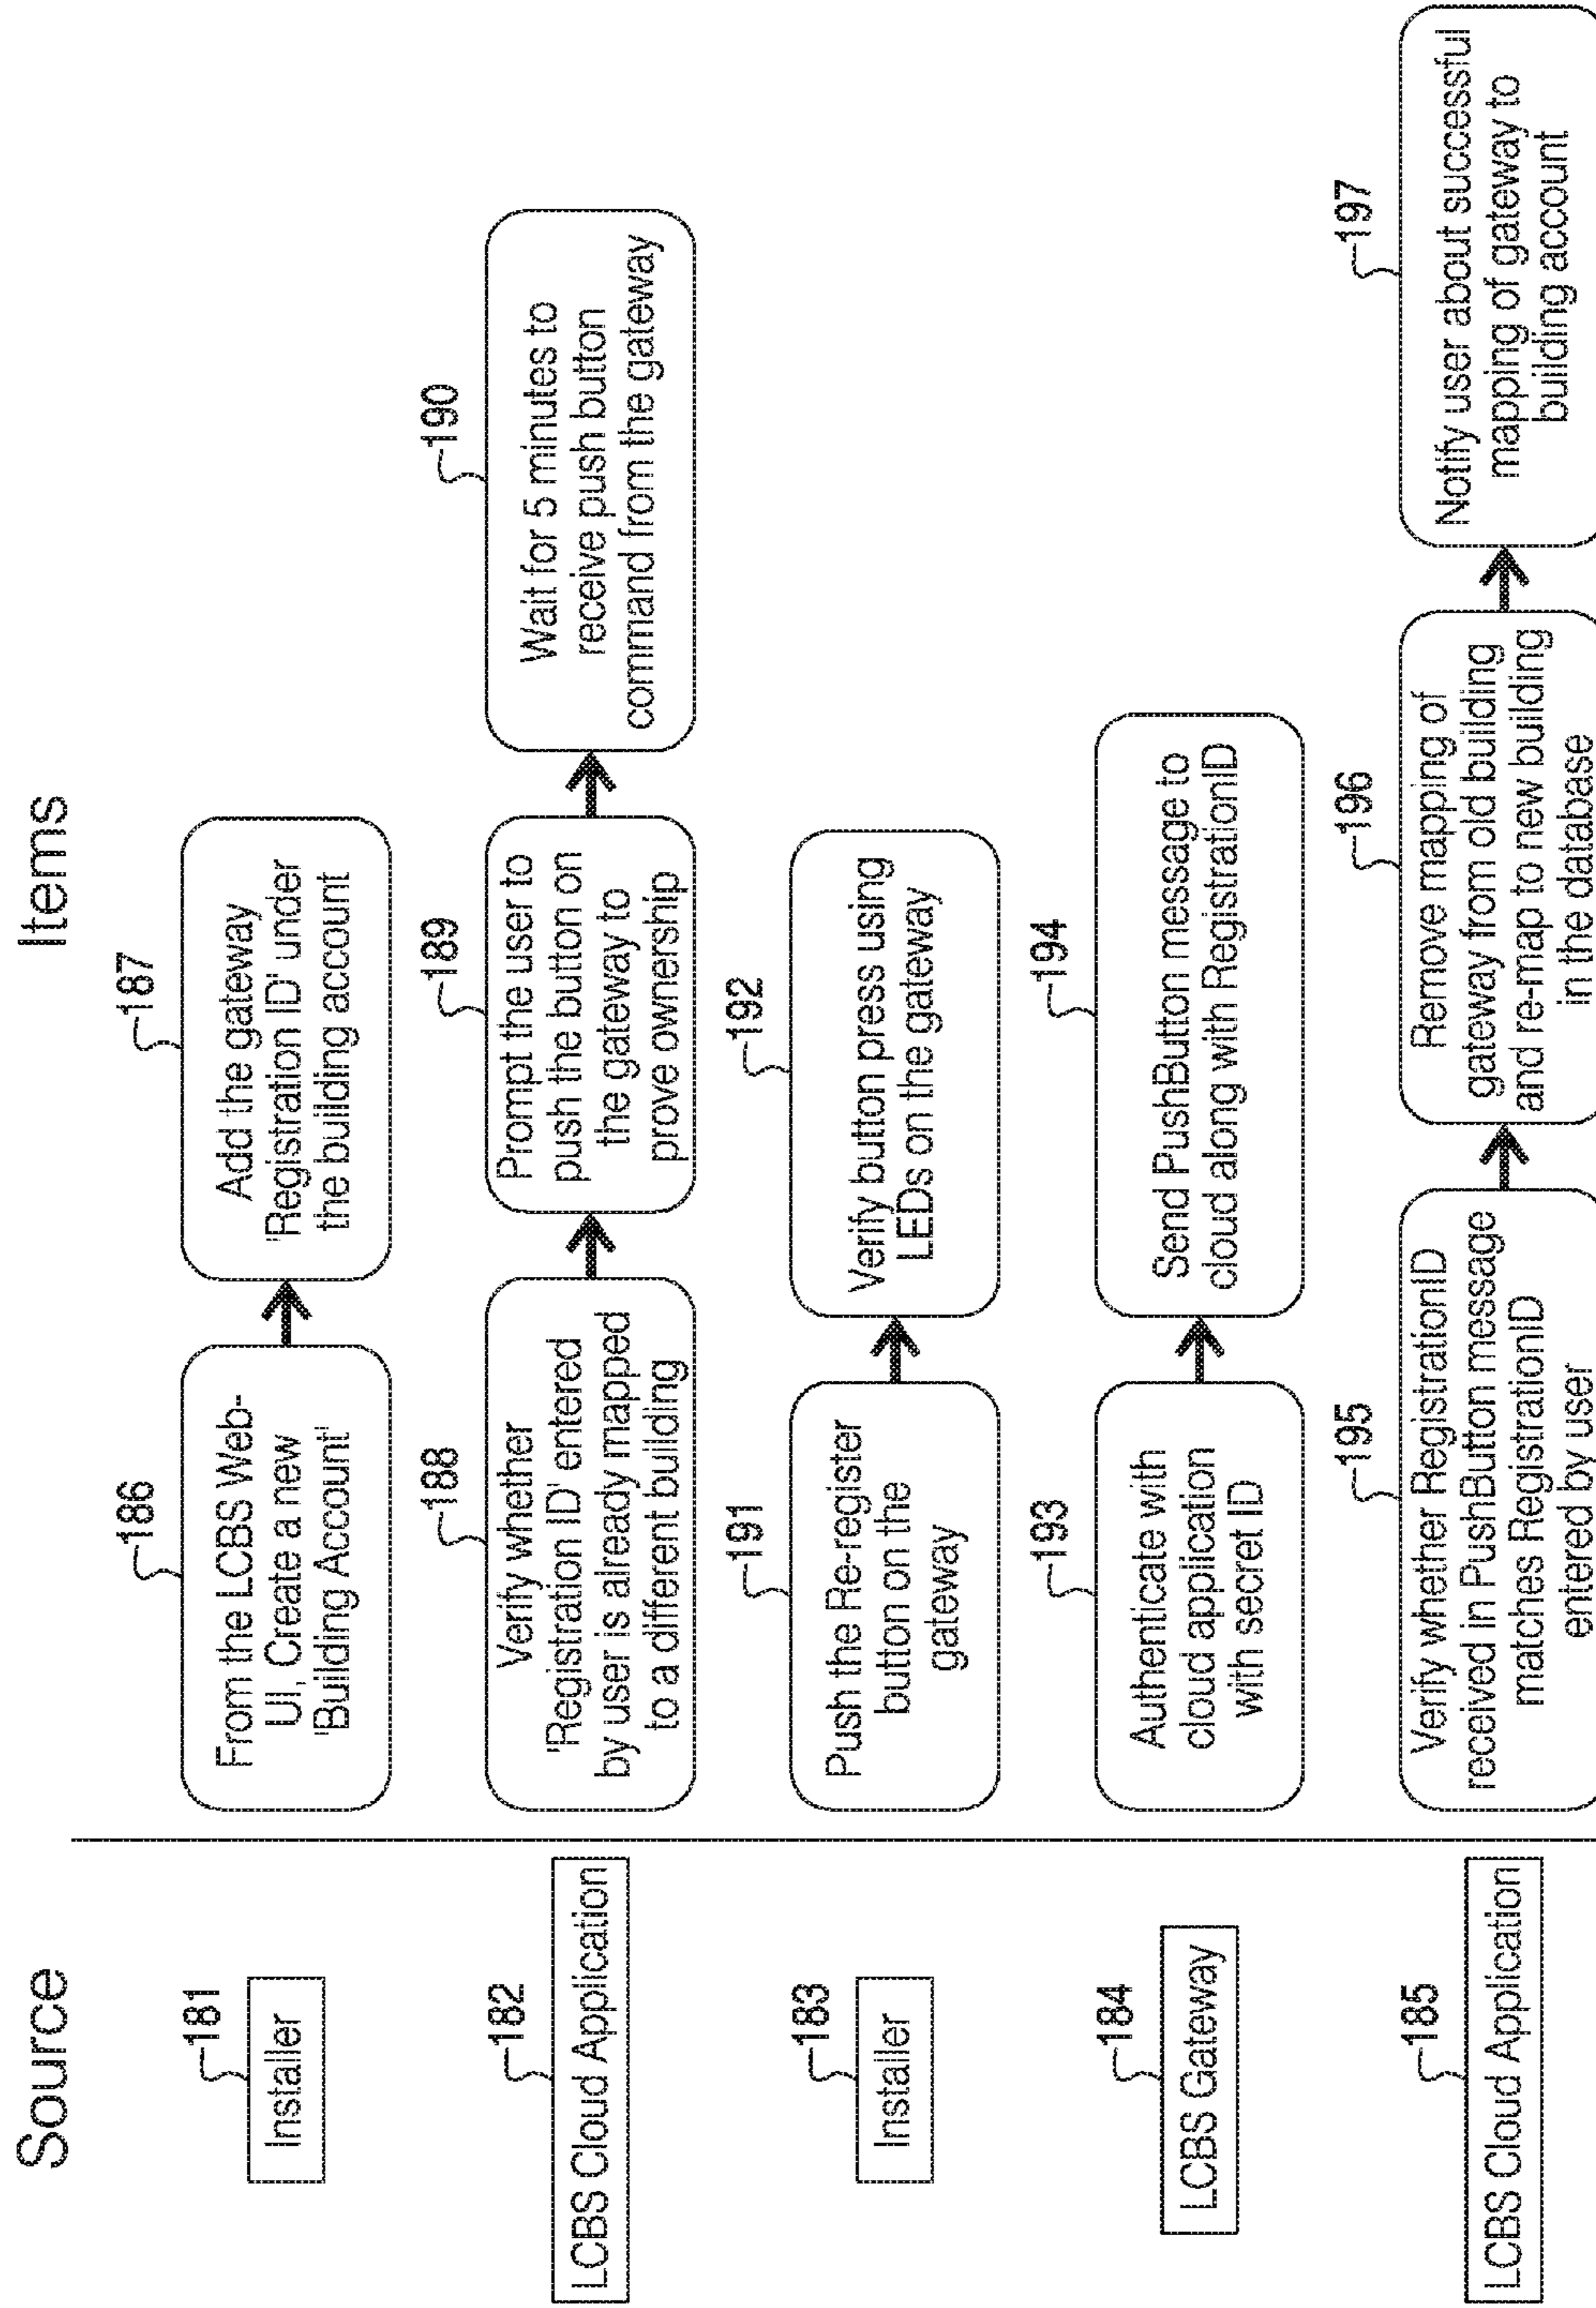 Source
Items
181
Installer
186
From the LCBS Web-
UI, Create a new
'Building Account'
187
Add the gateway
'Registration ID' under
the building account
182
LCBS Cloud Application
188
Verify whether
'Registration ID' entered
by user is already mapped
to a different building
189
Prompt the user to
push the button on
the gateway to
prove ownership
190
Wait for 5 minutes to
receive push button
command from the gateway
183
Installer
191
Push the Re-register
button on the
gateway
192
Verify button press using
LEDs on the gateway
184
LCBS Gateway
193
Authenticate with
cloud application
with secret ID
194
Send PushButton message to
cloud along with RegistrationID
185
LCBS Cloud Application
195
Verify whether RegistrationID
received in PushButton message
matches RegistrationID
entered by user
196
Remove mapping of
gateway from old building
and re-map to new building
in the database
197
Notify user about successful
mapping of gateway to
building account